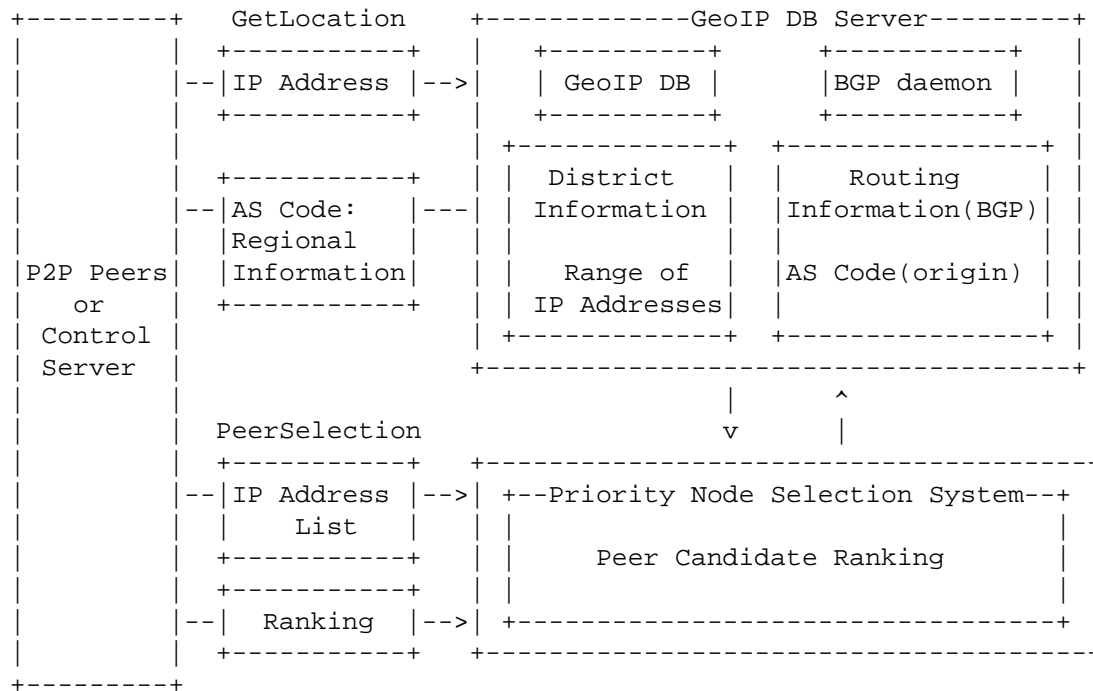 GetLocation
GeoIP DB Server
IP Address
GeoIP DB
BGP daemon
AS Code:
Regional
Information
District
Information
Range of
IP Addresses
Routing
Information(BGP)
AS Code(origin)
P2P Peers
or
Control
Server
PeerSelection
IP Address
List
Priority Node Selection System
Peer Candidate Ranking
Ranking